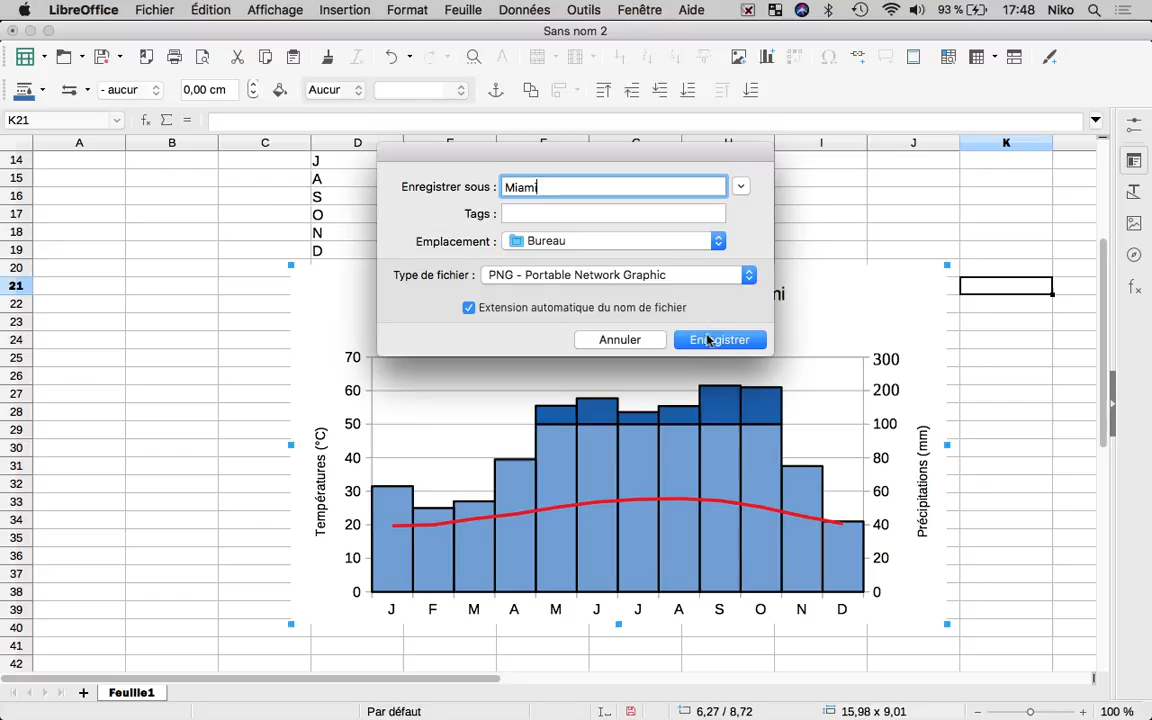 LibreOffice Fichier Édition Affichage Insertion Format Feuille Données Outils Fenêtre Aide 93 % 17:48 Niko
Sans nom 2
- aucur 0,00 cm Aucur
K21
A B C D E F G H I J K
14 J
15 A
16 S
17 O
18 N
19 D
20
21
22
23
24
25
26
27
28
29
30
31
32
33
34
35
36
37
38
39
40
41
42
Enregistrer sous : Miami
Tags :
Emplacement : Bureau
Type de fichier : PNG - Portable Network Graphic
Extension automatique du nom de fichier
Annuler Enregistrer
ni
70 300
60 200
50 100
40 80
30 60
20 40
10 20
0 0
Températures (°C)
Précipitations (mm)
J F M A M J J A S O N D
Feuille1
Par défaut 6,27 / 8,72 15,98 x 9,01 100 %